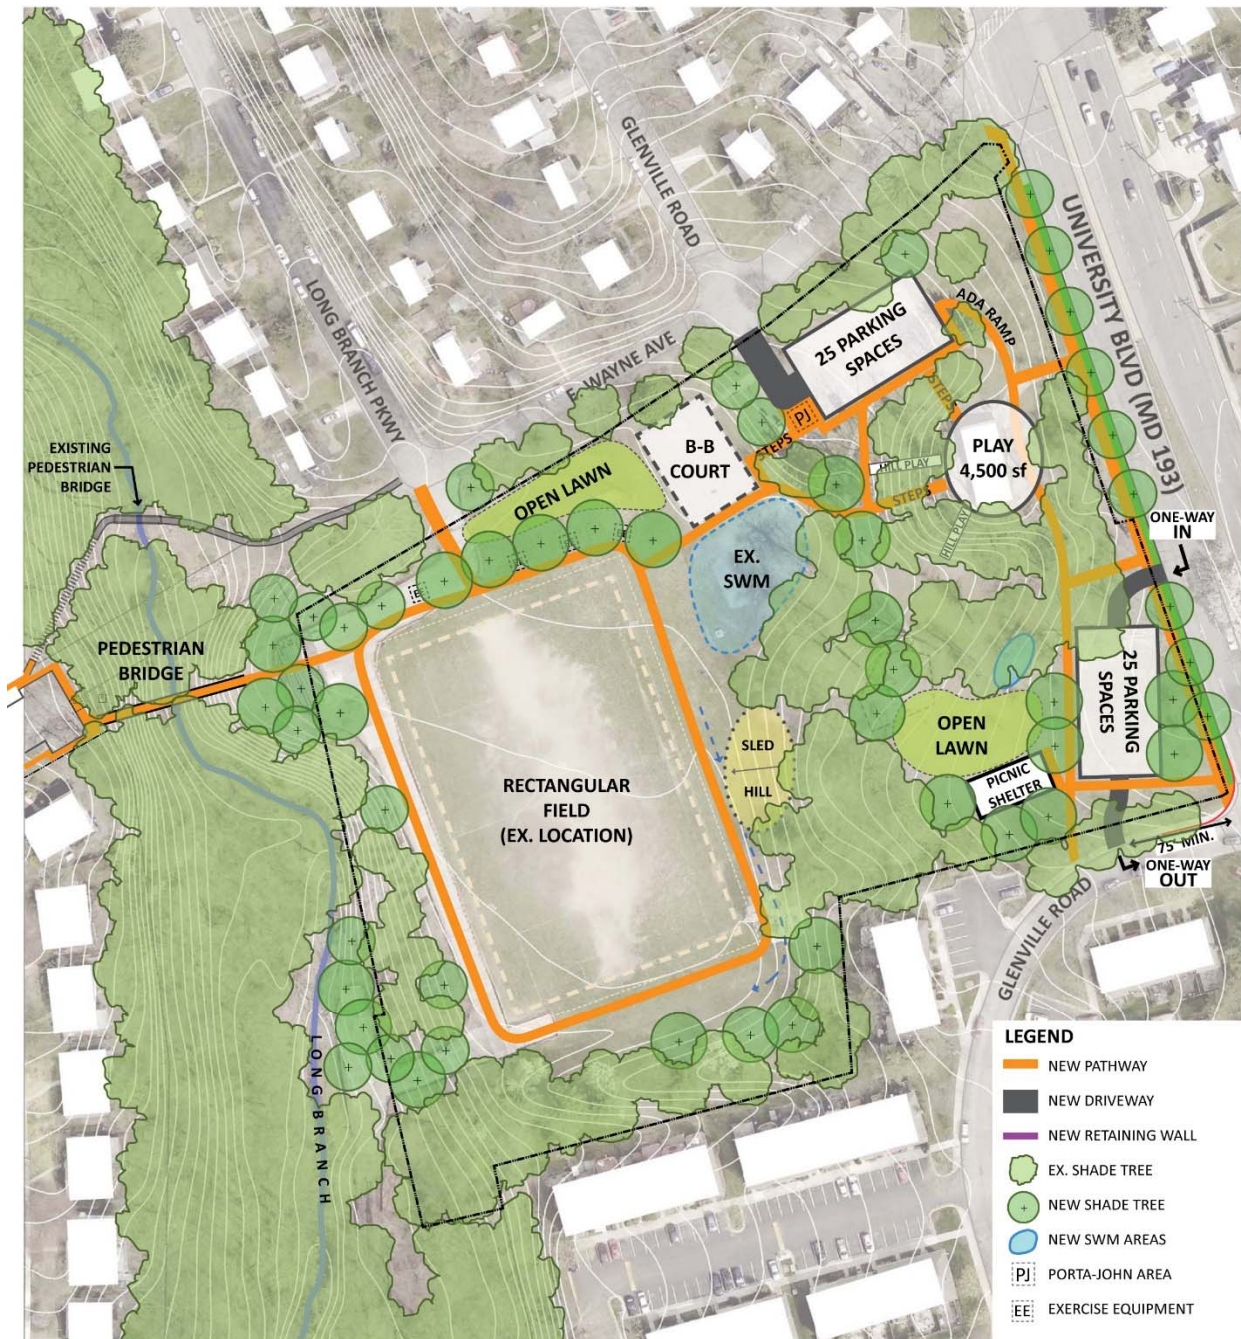 GLENVILLE ROAD
UNIVERSITY BLVD (MD 193)
LONG BRANCH PKWY
E. WAYNE AVE
25 PARKING
SPACES
ADA RAMP
STEPS
PJ
STEPS
B-B
COURT
HILL PLAY
PLAY
4,500 sf
STEPS
HILL PLAY
EXISTING
PEDESTRIAN
BRIDGE
OPEN LAWN
ONE-WAY
IN
EX.
SWM
PEDESTRIAN
BRIDGE
25 PARKING
SPACES
OPEN
LAWN
SLED
HILL
PICNIC
SHELTER
RECTANGULAR
FIELD
(EX. LOCATION)
75' MIN.
ONE-WAY
OUT
GLENVILLE ROAD
LONG BRANCH
LEGEND
NEW PATHWAY
NEW DRIVEWAY
NEW RETAINING WALL
EX. SHADE TREE
NEW SHADE TREE
NEW SWM AREAS
PJ PORTA-JOHN AREA
EE EXERCISE EQUIPMENT